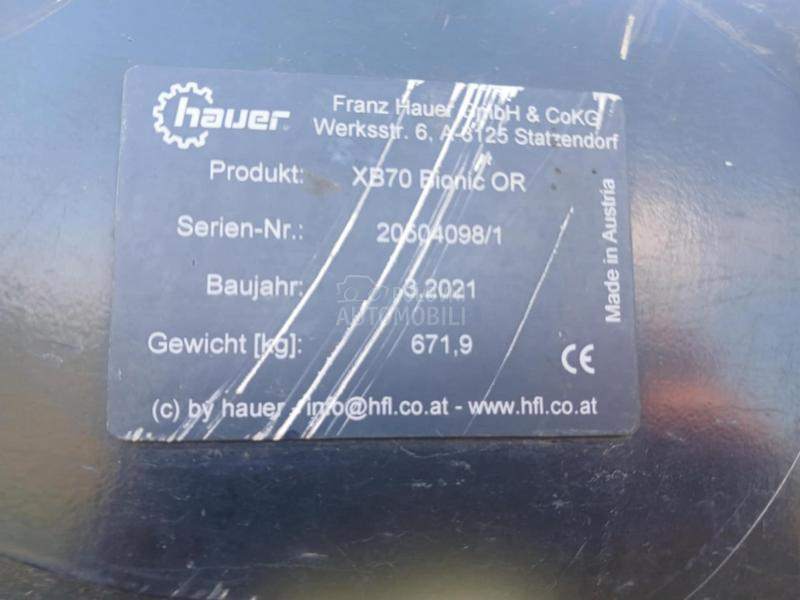 hauer
Franz Hauer GmbH & CoKG
Werksstr. 6, A-3125 Statzendorf
Produkt: XB70 Bionic OR
Serien-Nr.: 20604098/1
Baujahr: 3.2021
Gewicht [kg]: 671,9
(c) by hauer - info@hfl.co.at - www.hfl.co.at
Made in Austria
CE
POLOVNI
AUTOMOBILI